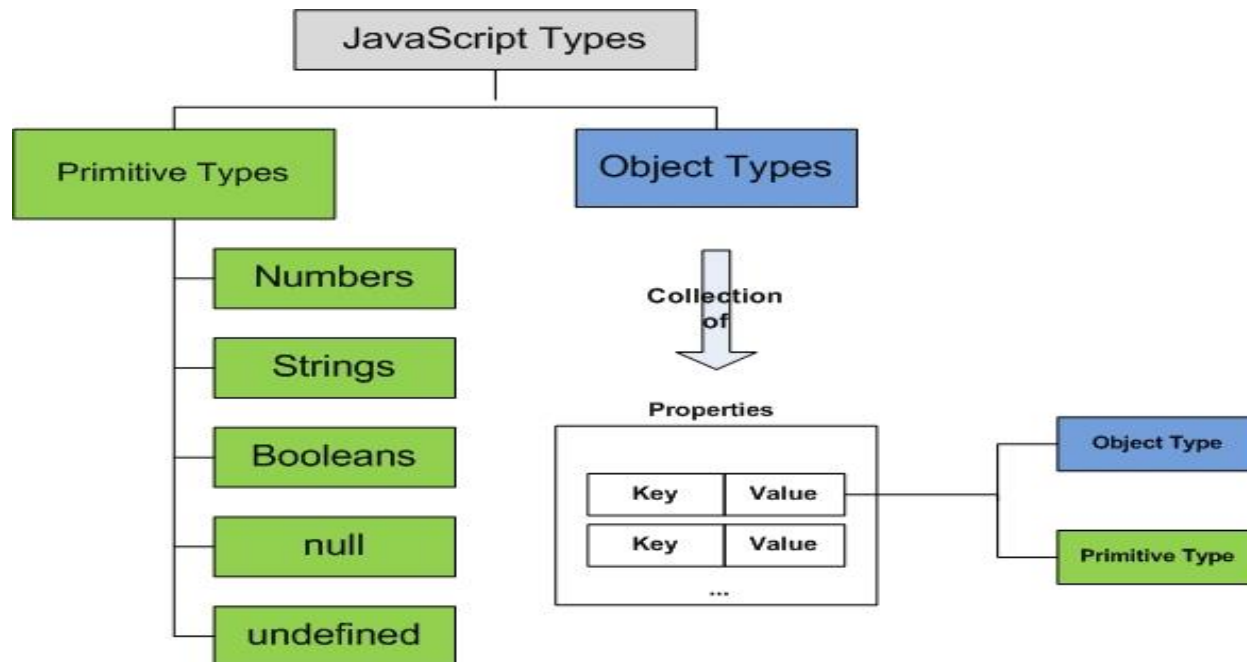 JavaScript Types
Primitive Types
Object Types
Numbers
Strings
Booleans
null
undefined
Collection
of
Properties
Key Value
Key Value
...
Object Type
Primitive Type